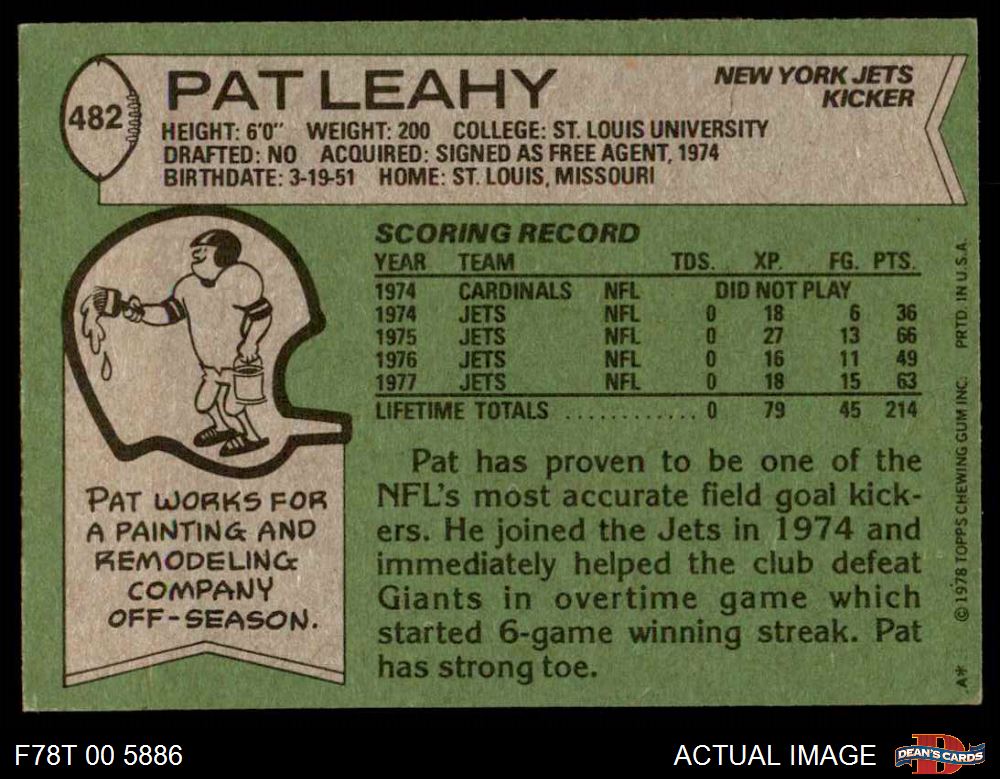 482
PAT LEAHY
NEW YORK JETS
KICKER
HEIGHT: 6'0" WEIGHT: 200 COLLEGE: ST. LOUIS UNIVERSITY
DRAFTED: NO ACQUIRED: SIGNED AS FREE AGENT, 1974
BIRTHDATE: 3-19-51 HOME: ST. LOUIS, MISSOURI
SCORING RECORD
YEAR TEAM TDS. XP. FG. PTS.
1974 CARDINALS NFL DID NOT PLAY
1974 JETS NFL 0 18 6 36
1975 JETS NFL 0 27 13 66
1976 JETS NFL 0 16 11 49
1977 JETS NFL 0 18 15 63
LIFETIME TOTALS ............ 0 79 45 214
Pat has proven to be one of the
NFL's most accurate field goal kick-
ers. He joined the Jets in 1974 and
immediately helped the club defeat
Giants in overtime game which
started 6-game winning streak. Pat
has strong toe.
PAT WORKS FOR
A PAINTING AND
REMODELING
COMPANY
OFF-SEASON.
A* © 1978 TOPPS CHEWING GUM INC. PRTD. IN U.S.A.
F78T 00 5886
ACTUAL IMAGE
D
DEAN'S CARDS